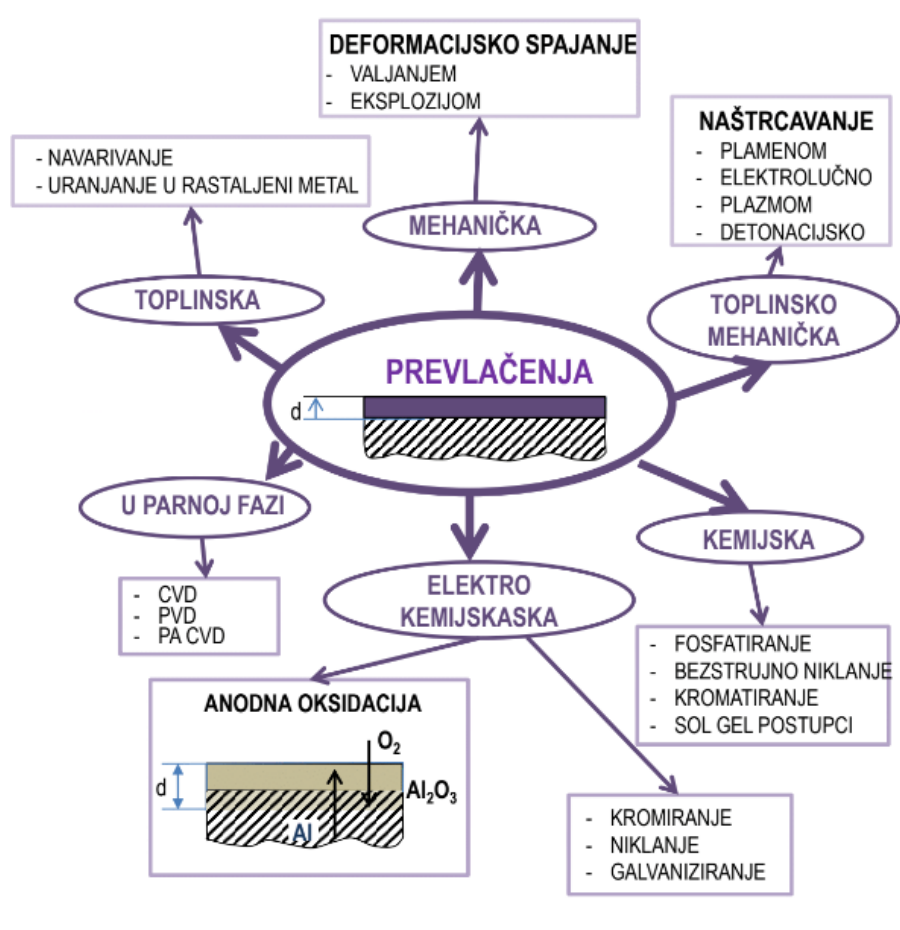 DEFORMACIJSKO SPAJANJE
- VALJANJEM
- EKSPLOZIJOM
NAŠTRCAVANJE
- PLAMENOM
- ELEKTROLUČNO
- PLAZMOM
- DETONACIJSKO
- NAVARIVANJE
- URANJANJE U RASTALJENI METAL
MEHANIČKA
TOPLINSKA
TOPLINSKO
MEHANIČKA
PREVLAČENJA
d
U PARNOJ FAZI
KEMIJSKA
ELEKTRO
KEMIJSKASKA
- CVD
- PVD
- PA CVD
- FOSFATIRANJE
- BEZSTRUJNO NIKLANJE
- KROMATIRANJE
- SOL GEL POSTUPCI
ANODNA OKSIDACIJA
O₂
d
Al₂O₃
Al
- KROMIRANJE
- NIKLANJE
- GALVANIZIRANJE